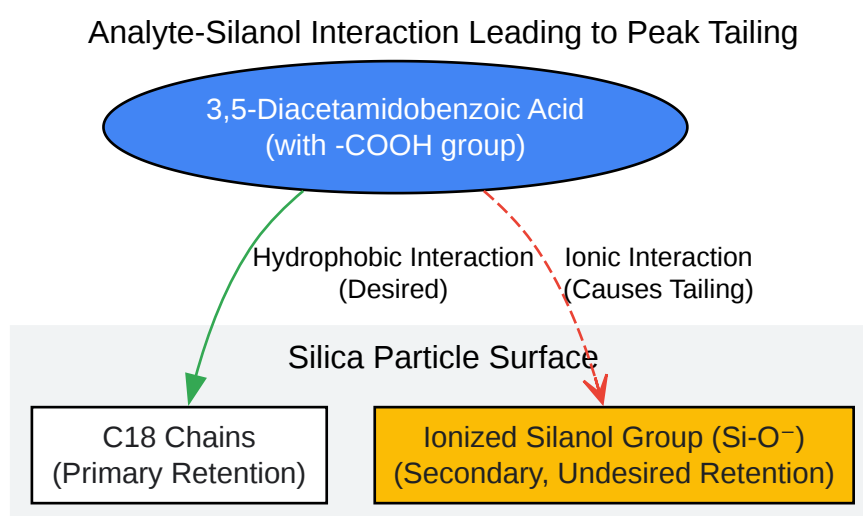 Analyte-Silanol Interaction Leading to Peak Tailing
3,5-Diacetamidobenzoic Acid
(with -COOH group)
Hydrophobic Interaction
(Desired)
Ionic Interaction
(Causes Tailing)
Silica Particle Surface
C18 Chains
(Primary Retention)
Ionized Silanol Group (Si-O⁻)
(Secondary, Undesired Retention)